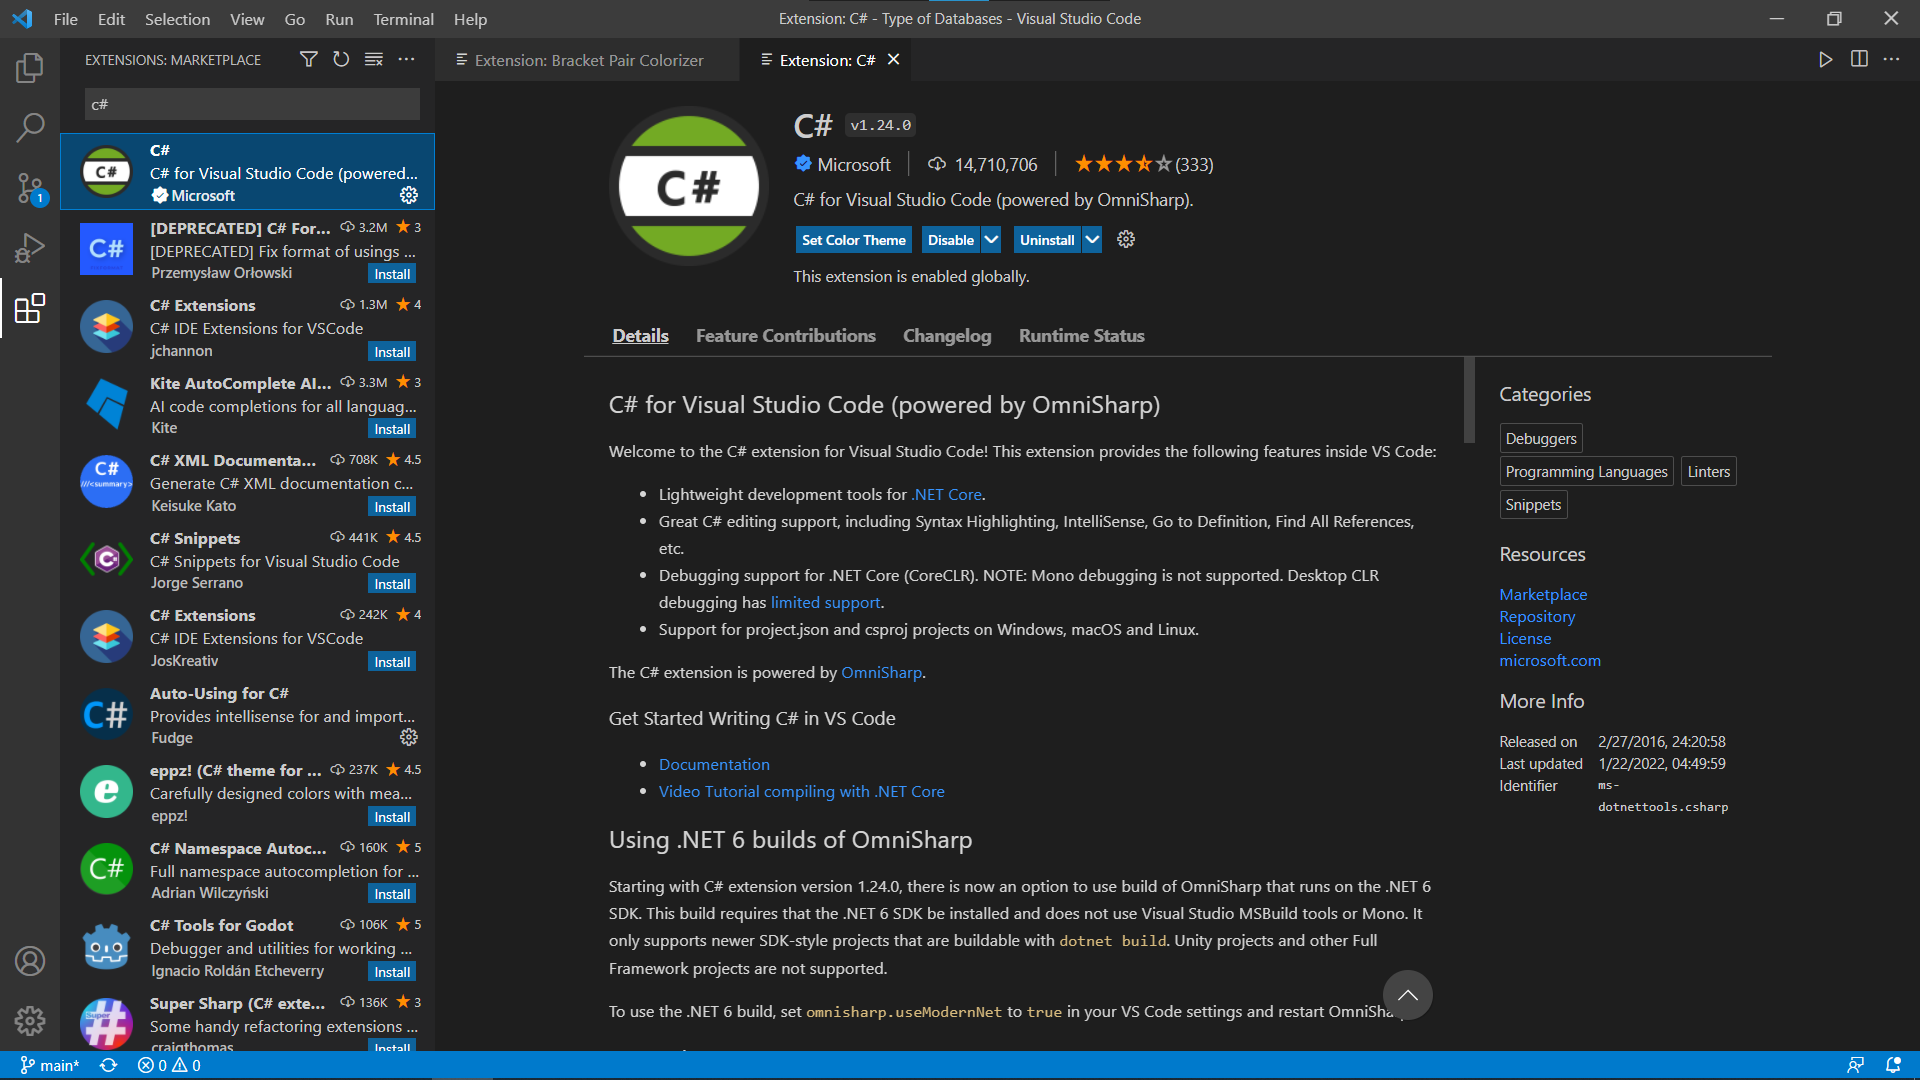 File Edit Selection View Go Run Terminal Help
Extension: C# - Type of Databases - Visual Studio Code
EXTENSIONS: MARKETPLACE
c#
C#
C# for Visual Studio Code (powered...
Microsoft
C#
[DEPRECATED] C# For... 3.2M 3
[DEPRECATED] Fix format of usings ...
Przemysław Orłowski Install
C# Extensions 1.3M 4
C# IDE Extensions for VSCode
jchannon Install
Kite AutoComplete AI... 3.3M 3
AI code completions for all languag...
Kite Install
C#
///<summary>
C# XML Documenta... 708K 4.5
Generate C# XML documentation c...
Keisuke Kato Install
C# Snippets 441K 4.5
C# Snippets for Visual Studio Code
Jorge Serrano Install
C# Extensions 242K 4
C# IDE Extensions for VSCode
JosKreativ Install
C#
Auto-Using for C#
Provides intellisense for and import...
Fudge
e
eppz! (C# theme for ... 237K 4.5
Carefully designed colors with mea...
eppz! Install
C#
C# Namespace Autoc... 160K 5
Full namespace autocompletion for ...
Adrian Wilczyński Install
C# Tools for Godot 106K 5
Debugger and utilities for working ...
Ignacio Roldán Etcheverry Install
Super
#
Super Sharp (C# exte... 136K 3
Some handy refactoring extensions ...
craigthomas Install
1
Extension: Bracket Pair Colorizer
Extension: C#
C#
C# v1.24.0
Microsoft 14,710,706 (333)
C# for Visual Studio Code (powered by OmniSharp).
Set Color Theme Disable Uninstall
This extension is enabled globally.
Details Feature Contributions Changelog Runtime Status
C# for Visual Studio Code (powered by OmniSharp)
Welcome to the C# extension for Visual Studio Code! This extension provides the following features inside VS Code:
• Lightweight development tools for .NET Core.
• Great C# editing support, including Syntax Highlighting, IntelliSense, Go to Definition, Find All References,
etc.
• Debugging support for .NET Core (CoreCLR). NOTE: Mono debugging is not supported. Desktop CLR
debugging has limited support.
• Support for project.json and csproj projects on Windows, macOS and Linux.
The C# extension is powered by OmniSharp.
Get Started Writing C# in VS Code
• Documentation
• Video Tutorial compiling with .NET Core
Using .NET 6 builds of OmniSharp
Starting with C# extension version 1.24.0, there is now an option to use build of OmniSharp that runs on the .NET 6
SDK. This build requires that the .NET 6 SDK be installed and does not use Visual Studio MSBuild tools or Mono. It
only supports newer SDK-style projects that are buildable with dotnet build. Unity projects and other Full
Framework projects are not supported.
To use the .NET 6 build, set omnisharp.useModernNet to true in your VS Code settings and restart OmniSha
Categories
Debuggers
Programming Languages Linters
Snippets
Resources
Marketplace
Repository
License
microsoft.com
More Info
Released on 2/27/2016, 24:20:58
Last updated 1/22/2022, 04:49:59
Identifier ms-
dotnettools.csharp
main* 0 0